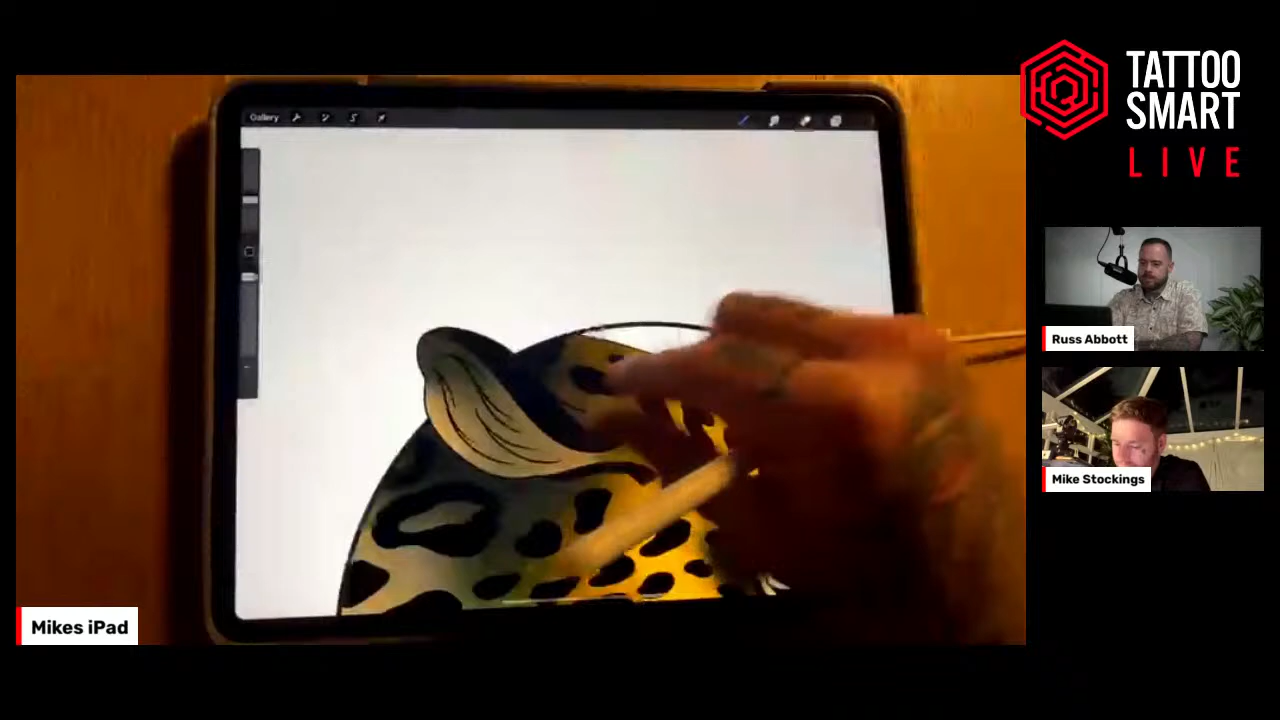 TATTOO
SMART
LIVE
Gallery
Russ Abbott
Mike Stockings
Mikes iPad